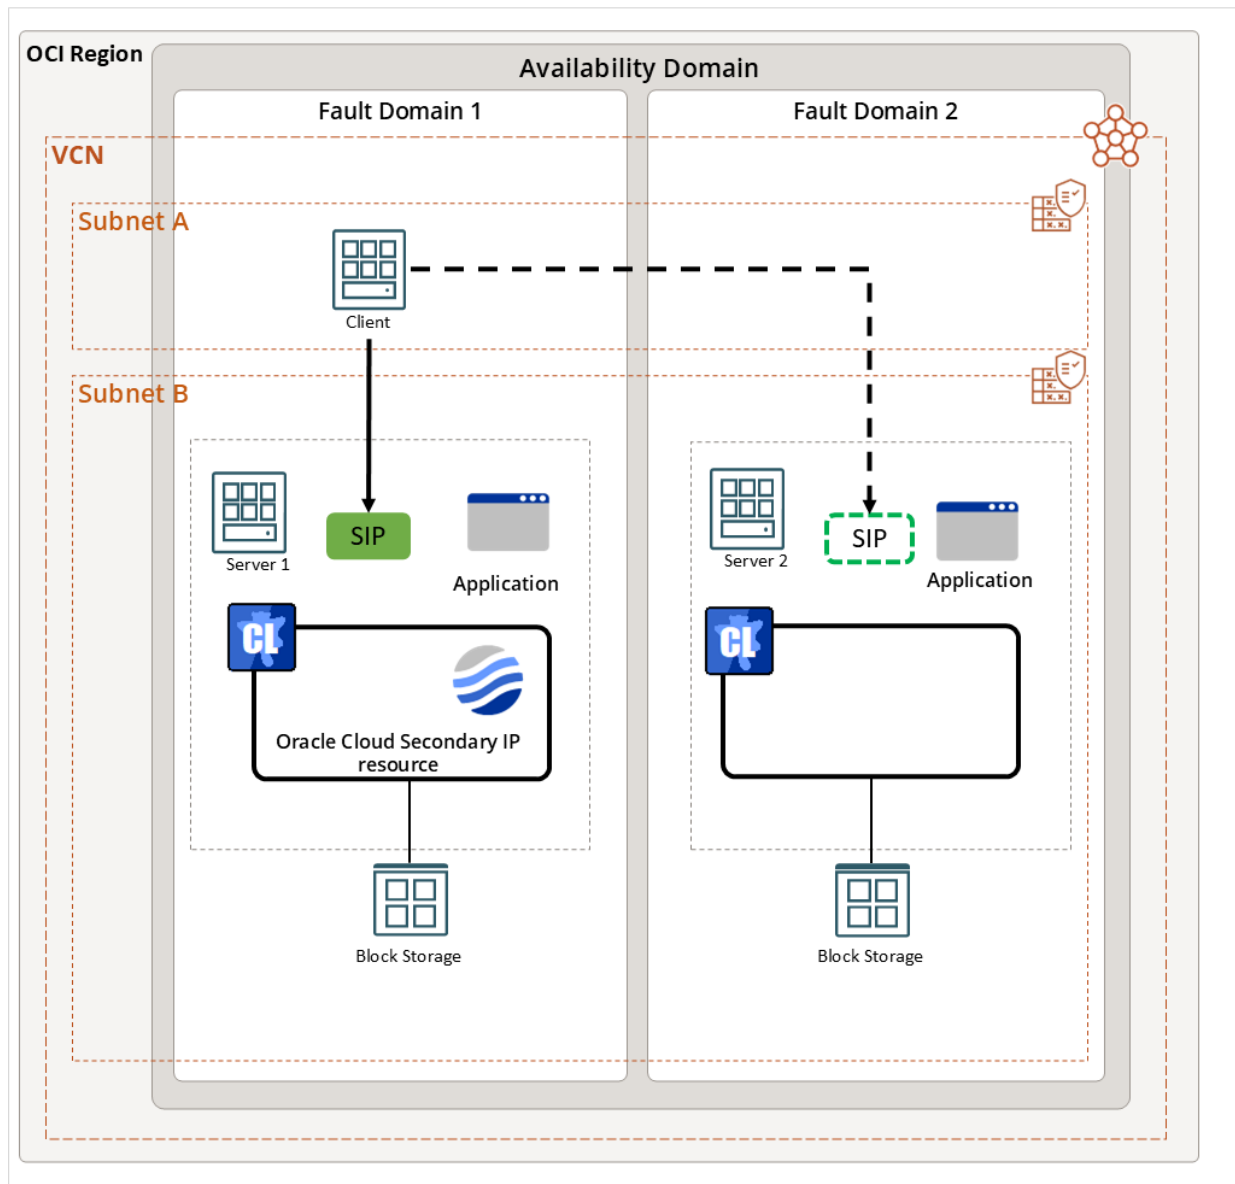 OCI Region
Availability Domain
Fault Domain 1
Fault Domain 2
VCN
Subnet A
Client
Subnet B
Server 1
SIP
Application
Server 2
SIP
Application
CL
Oracle Cloud Secondary IP
resource
CL
Block Storage
Block Storage